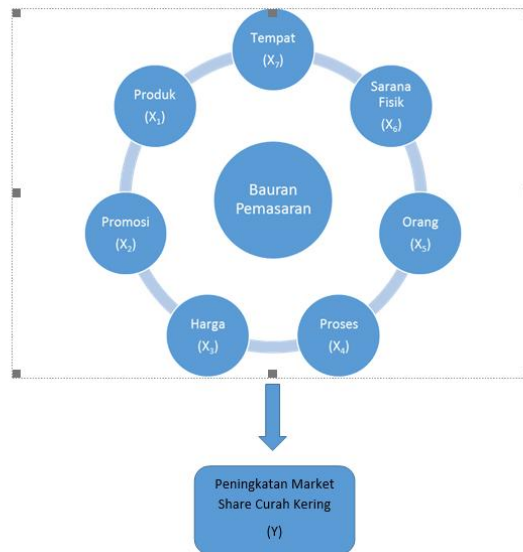 Tempat
(X₇)
Sarana
Fisik
(X₆)
Produk
(X₁)
Bauran
Pemasaran
Promosi
(X₂)
Orang
(X₅)
Harga
(X₃)
Proses
(X₄)
Peningkatan Market
Share Curah Kering
(Y)